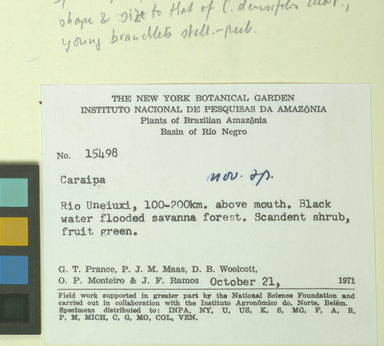 shape & size to that of C. densifolia Mart.,
young branchlets stell.-pub.
THE NEW YORK BOTANICAL GARDEN
INSTITUTO NACIONAL DE PESQUISAS DA AMAZÔNIA
Plants of Brazilian Amazônia
Basin of Rio Negro
No. 15498
Caraipa nov. sp.
Rio Uneiuxi, 100-200km. above mouth. Black
water flooded savanna forest. Scandent shrub,
fruit green.
G. T. Prance, P. J. M. Maas, D. B. Woolcott,
O. P. Monteiro & J. F. Ramos October 21, 1971
Field work supported in greater part by the National Science Foundation and
carried out in collaboration with the Instituto Agronômico do. Norte, Belém.
Specimens distributed to: INPA, NY, U, US, K, S, MG, F, A, R,
P, M, MICH, C, G, MO, COL, VEN.